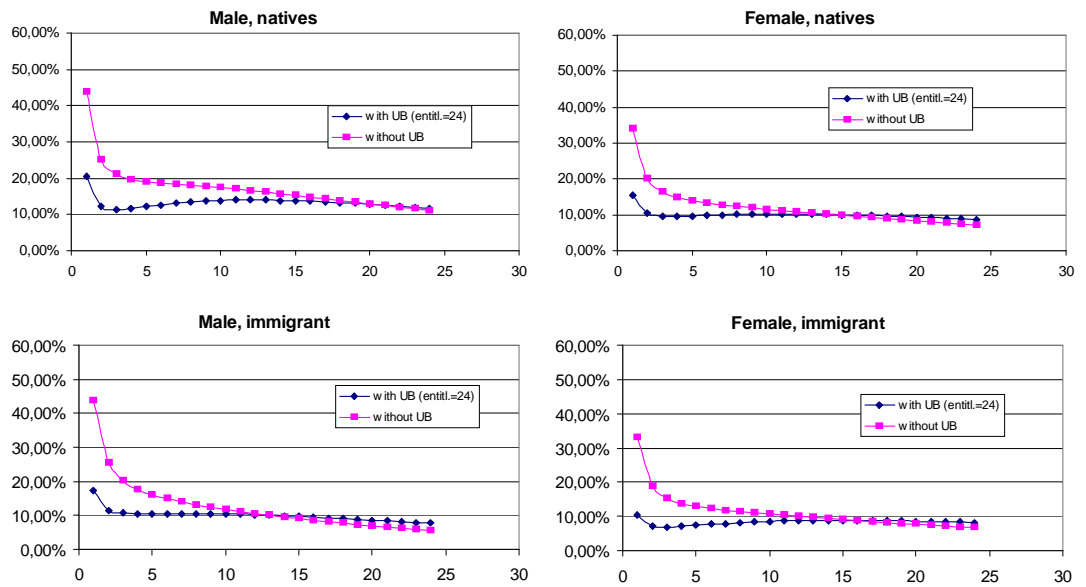 Male, natives
60,00%
50,00%
40,00%
30,00%
20,00%
10,00%
0,00%
0 5 10 15 20 25 30
with UB (entitl.=24)
without UB
Female, natives
60,00%
50,00%
40,00%
30,00%
20,00%
10,00%
0,00%
0 5 10 15 20 25 30
with UB (entitl.=24)
without UB
Male, immigrant
60,00%
50,00%
40,00%
30,00%
20,00%
10,00%
0,00%
0 5 10 15 20 25 30
with UB (entitl.=24)
without UB
Female, immigrant
60,00%
50,00%
40,00%
30,00%
20,00%
10,00%
0,00%
0 5 10 15 20 25 30
with UB (entitl.=24)
without UB